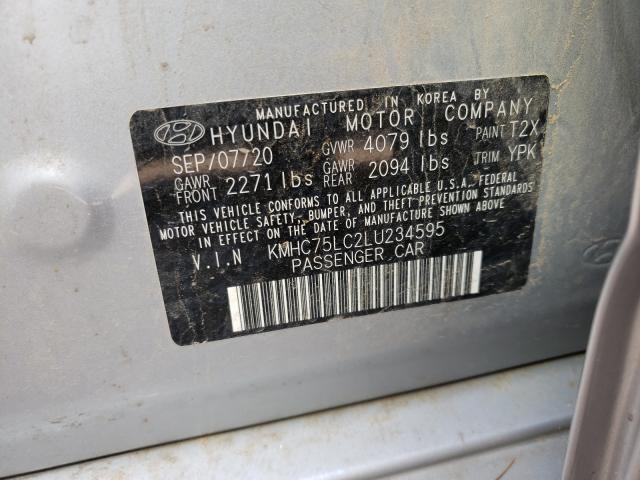 MANUFACTURED IN KOREA BY
HYUNDAI MOTOR COMPANY
SEP/07/20 GVWR 4079 lbs PAINT T2X
GAWR FRONT 2271 lbs GAWR REAR 2094 lbs TRIM YPK
THIS VEHICLE CONFORMS TO ALL APPLICABLE U.S.A. FEDERAL
MOTOR VEHICLE SAFETY, BUMPER, AND THEFT PREVENTION STANDARDS
IN EFFECT ON THE DATE OF MANUFACTURE SHOWN ABOVE.
V.I.N KMHC75LC2LU234595
PASSENGER CAR